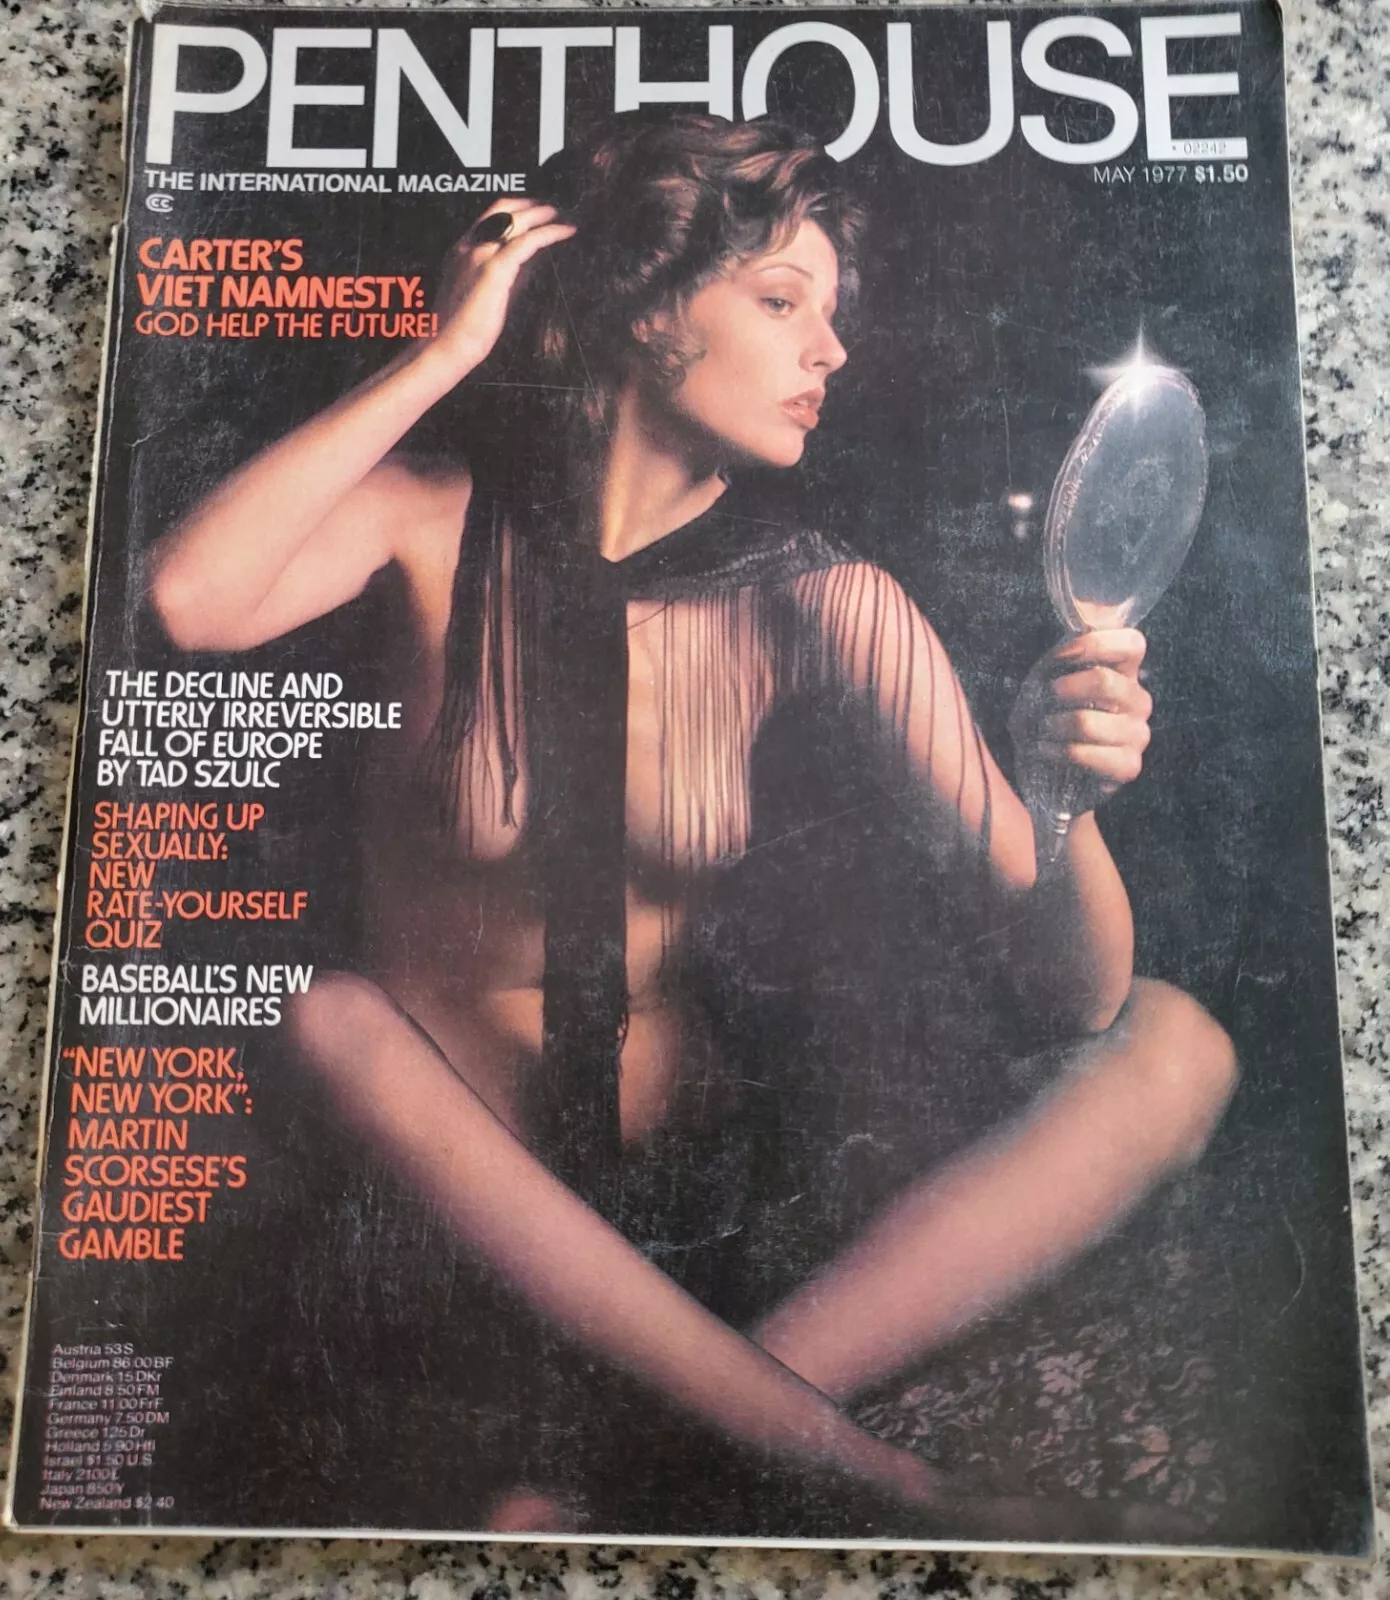 PENTHOUSE
02242
THE INTERNATIONAL MAGAZINE
MAY 1977 $1.50
CC
CARTER'S
VIET NAMNESTY:
GOD HELP THE FUTURE!
THE DECLINE AND
UTTERLY IRREVERSIBLE
FALL OF EUROPE
BY TAD SZULC
SHAPING UP
SEXUALLY:
NEW
RATE-YOURSELF
QUIZ
BASEBALL'S NEW
MILLIONAIRES
“NEW YORK,
NEW YORK”:
MARTIN
SCORSESE'S
GAUDIEST
GAMBLE
Austria 53 S
Belgium 86.00 BF
Denmark 15 DKr
Finland 8.50 FM
France 11.00 FrF
Germany 7.50 DM
Greece 125 Dr
Holland 5.90 Hfl
Israel $1.50 U.S.
Italy 2100 L
Japan 850 Y
New Zealand $2.40